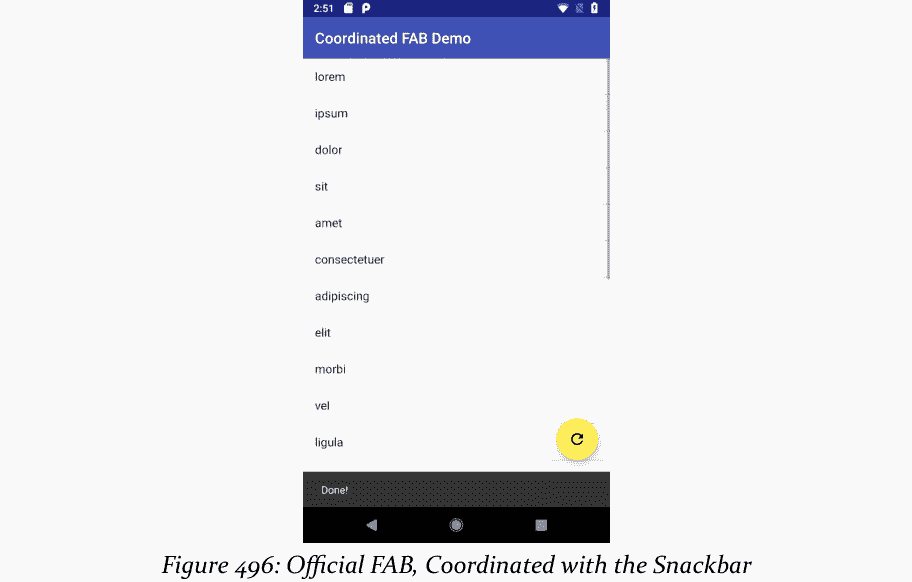 2:51
Coordinated FAB Demo
lorem
ipsum
dolor
sit
amet
consectetuer
adipiscing
elit
morbi
vel
ligula
Done!
Figure 496: Official FAB, Coordinated with the Snackbar